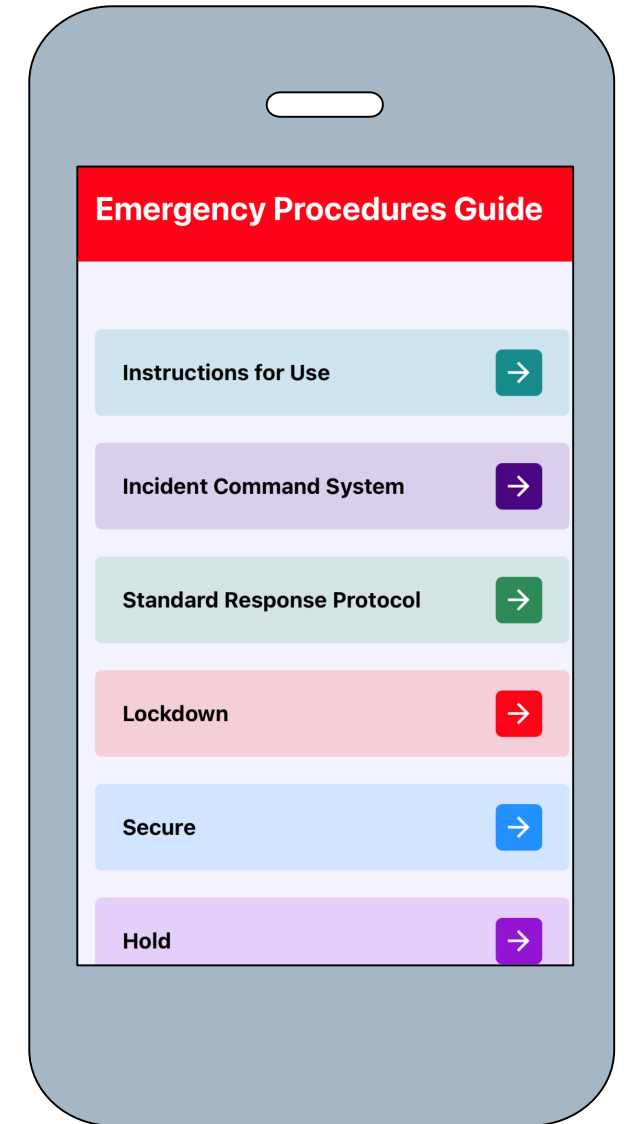 Emergency Procedures Guide
Instructions for Use
Incident Command System
Standard Response Protocol
Lockdown
Secure
Hold